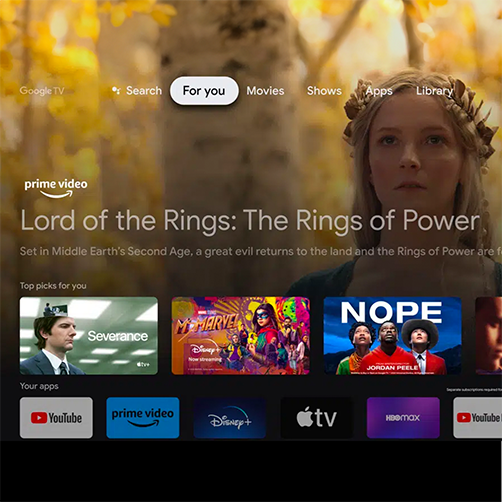 Google TV
Search
For you
Movies
Shows
Apps
Library
prime video
Lord of the Rings: The Rings of Power
Set in Middle Earth's Second Age, a great evil returns to the land and the Rings of Power are f
Top picks for you
Severance
tv+
MS. MARVEL
Disney+
Now streaming
NOPE
JORDAN PEELE
Your apps
Separate subscriptions required
YouTube
prime video
Disney+
tv
HBOMAX
YouTube